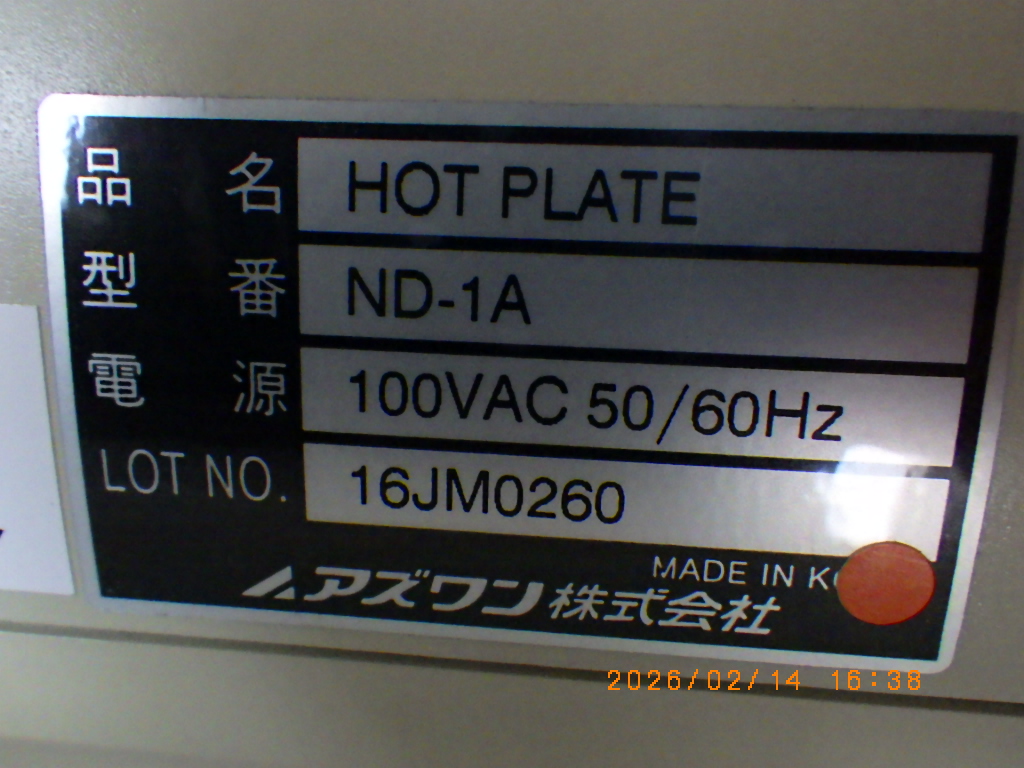 品名 HOT PLATE
型番 ND-1A
電源 100VAC 50/60Hz
LOT NO. 16JM0260
MADE IN
アズワン株式会社
2026/02/14 16:38